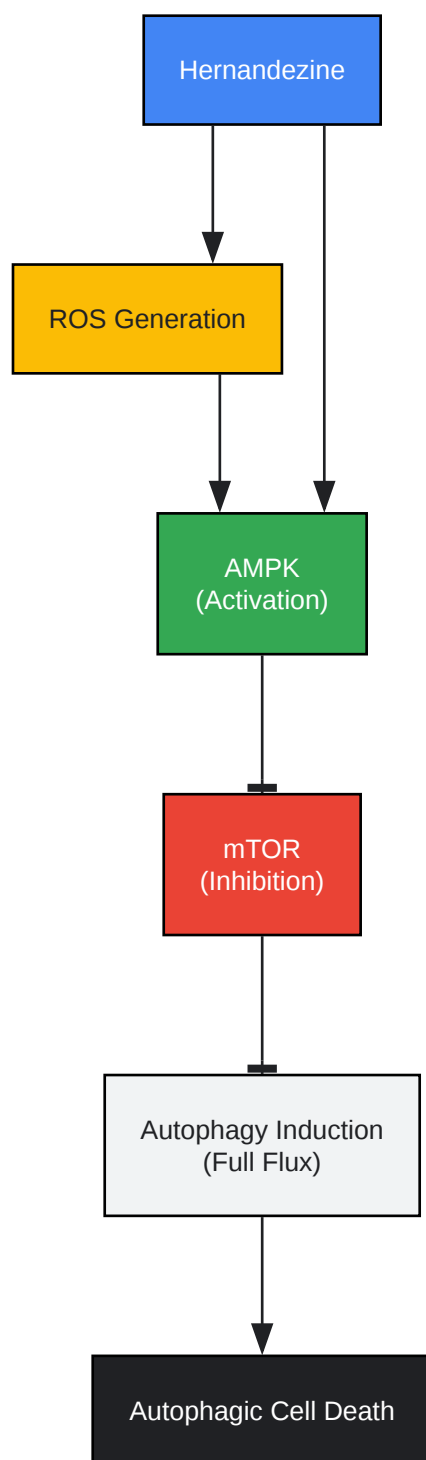 Hernandezine
ROS Generation
AMPK
(Activation)
mTOR
(Inhibition)
Autophagy Induction
(Full Flux)
Autophagic Cell Death